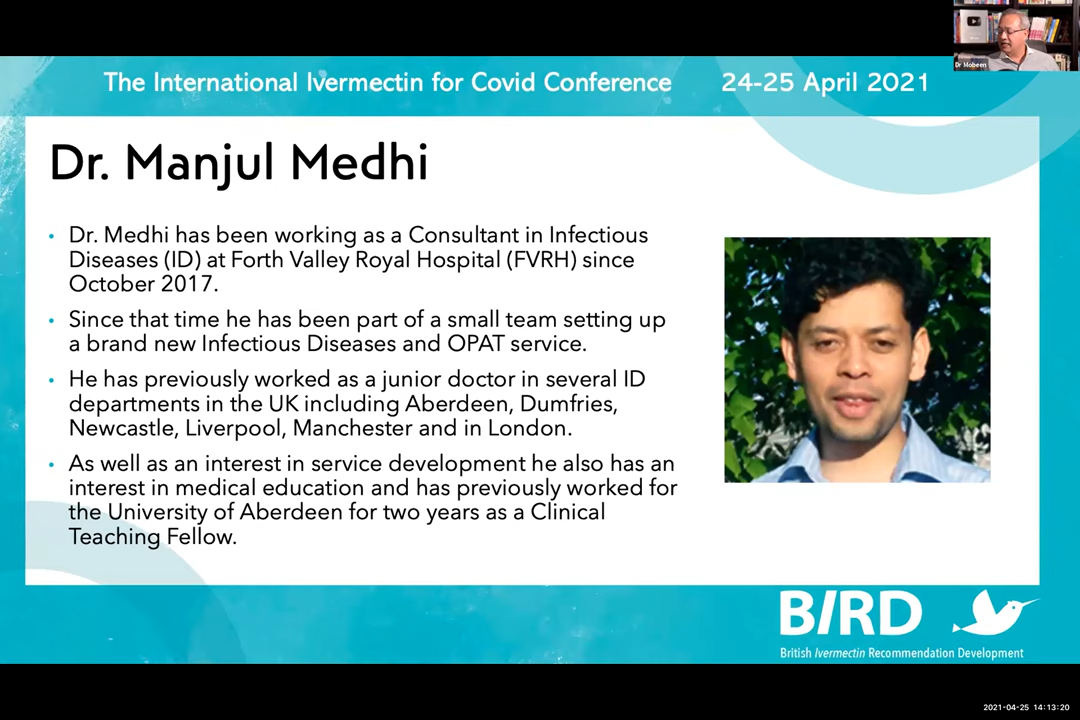 Dr Mobeen
The International Ivermectin for Covid Conference 24-25 April 2021
Dr. Manjul Medhi
• Dr. Medhi has been working as a Consultant in Infectious
Diseases (ID) at Forth Valley Royal Hospital (FVRH) since
October 2017.
• Since that time he has been part of a small team setting up
a brand new Infectious Diseases and OPAT service.
• He has previously worked as a junior doctor in several ID
departments in the UK including Aberdeen, Dumfries,
Newcastle, Liverpool, Manchester and in London.
• As well as an interest in service development he also has an
interest in medical education and has previously worked for
the University of Aberdeen for two years as a Clinical
Teaching Fellow.
BIRD
British Ivermectin Recommendation Development
2021-04-25 14:13:20